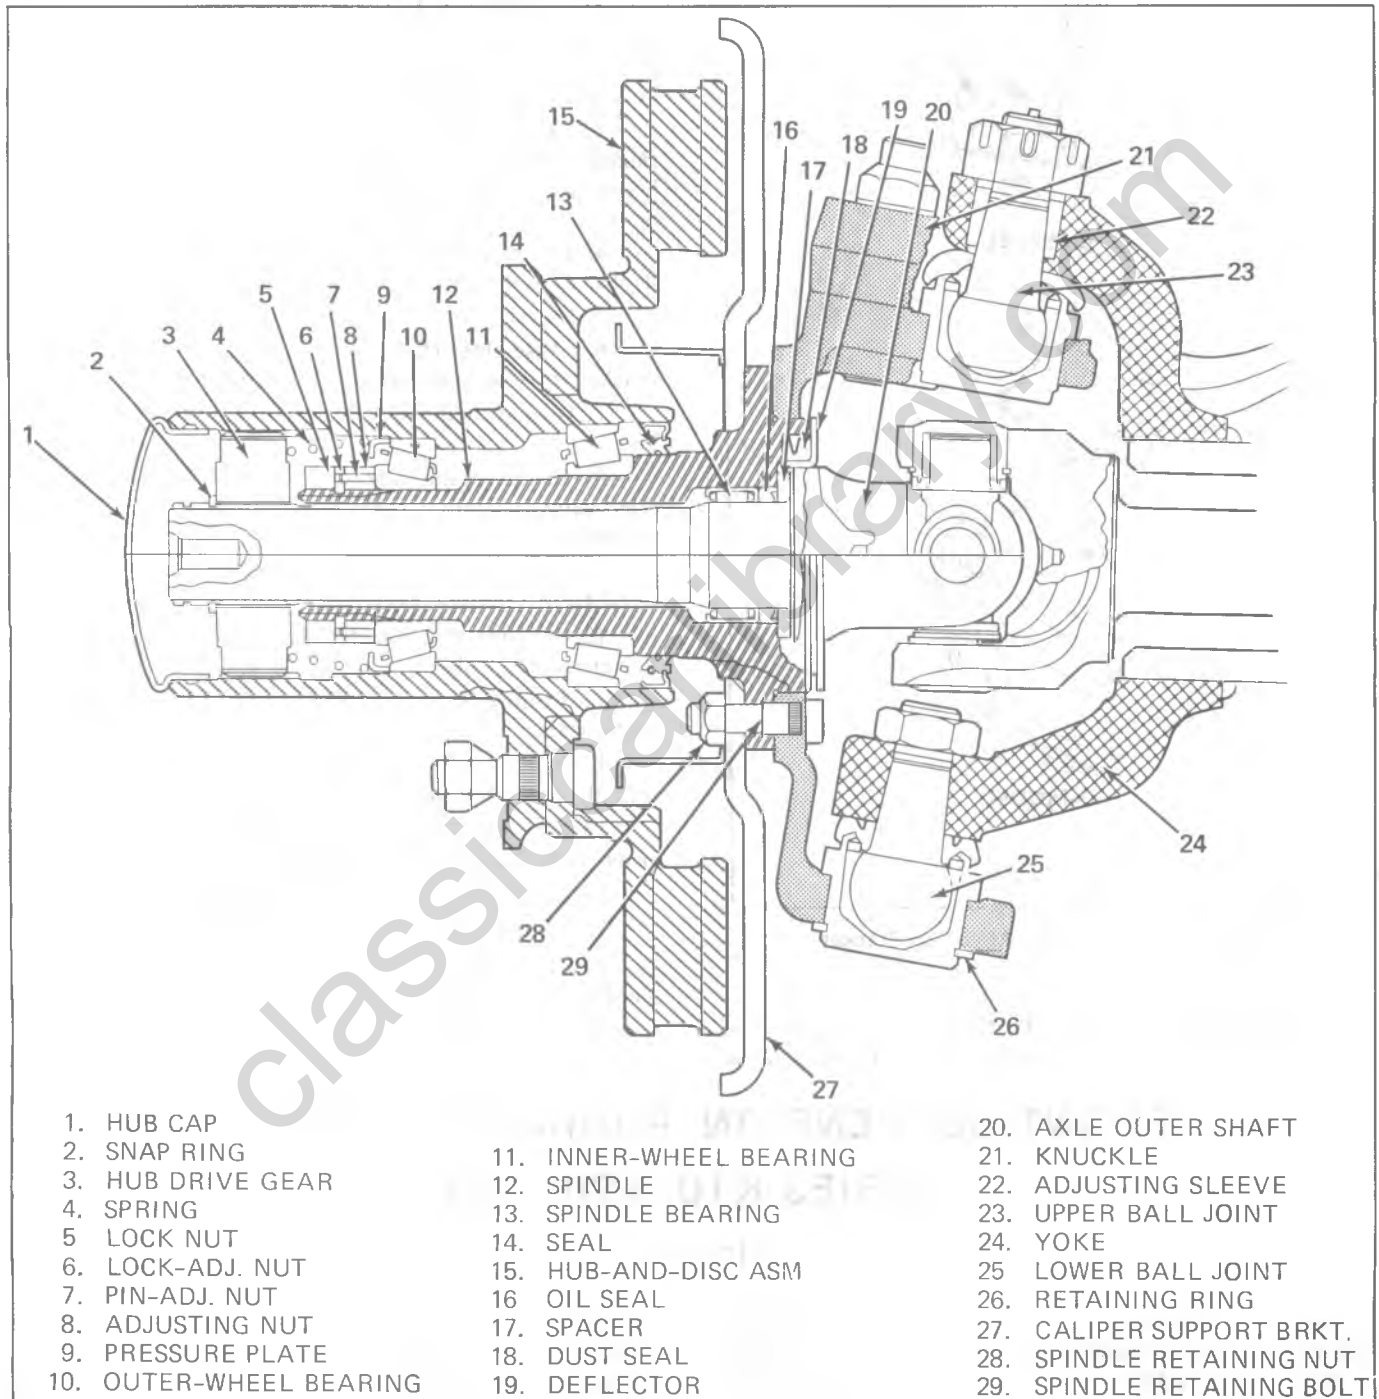 15
19
20
16
18
21
17
13
22
14
23
5
7
9
12
6
8
11
10
3
4
2
1
24
25
28
29
26
27
classiccarlibrary.com
1. HUB CAP
2. SNAP RING
3. HUB DRIVE GEAR
4. SPRING
5 LOCK NUT
6. LOCK-ADJ. NUT
7. PIN-ADJ. NUT
8. ADJUSTING NUT
9. PRESSURE PLATE
10. OUTER-WHEEL BEARING
11. INNER-WHEEL BEARING
12. SPINDLE
13. SPINDLE BEARING
14. SEAL
15. HUB-AND-DISC ASM
16 OIL SEAL
17. SPACER
18. DUST SEAL
19. DEFLECTOR
20. AXLE OUTER SHAFT
21. KNUCKLE
22. ADJUSTING SLEEVE
23. UPPER BALL JOINT
24. YOKE
25 LOWER BALL JOINT
26. RETAINING RING
27. CALIPER SUPPORT BRKT.
28. SPINDLE RETAINING NUT
29. SPINDLE RETAINING BOLT